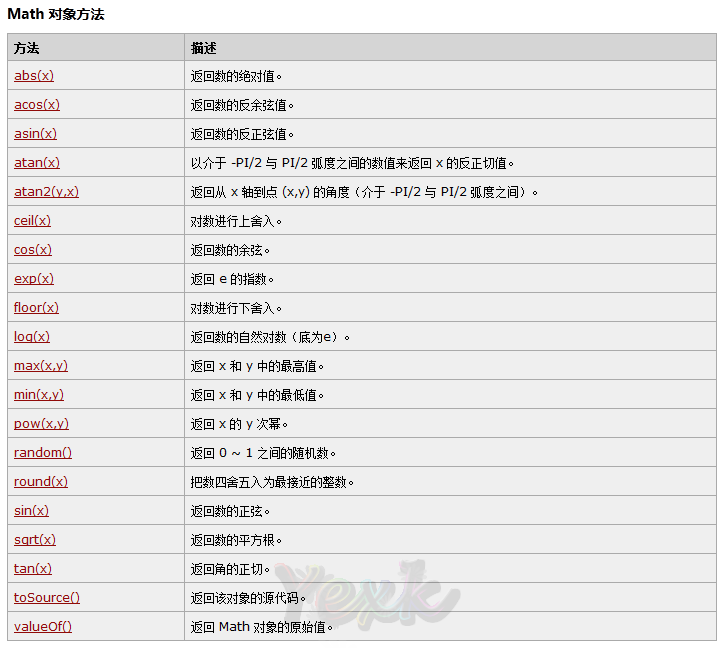 Math 对象方法
方法 描述
abs(x) 返回数的绝对值。
acos(x) 返回数的反余弦值。
asin(x) 返回数的反正弦值。
atan(x) 以介于 -PI/2 与 PI/2 弧度之间的数值来返回 x 的反正切值。
atan2(y,x) 返回从 x 轴到点 (x,y) 的角度（介于 -PI/2 与 PI/2 弧度之间）。
ceil(x) 对数进行上舍入。
cos(x) 返回数的余弦。
exp(x) 返回 e 的指数。
floor(x) 对数进行下舍入。
log(x) 返回数的自然对数（底为e）。
max(x,y) 返回 x 和 y 中的最高值。
min(x,y) 返回 x 和 y 中的最低值。
pow(x,y) 返回 x 的 y 次幂。
random() 返回 0 ~ 1 之间的随机数。
round(x) 把数四舍五入为最接近的整数。
sin(x) 返回数的正弦。
sqrt(x) 返回数的平方根。
tan(x) 返回角的正切。
toSource() 返回该对象的源代码。
valueOf() 返回 Math 对象的原始值。
Yexk